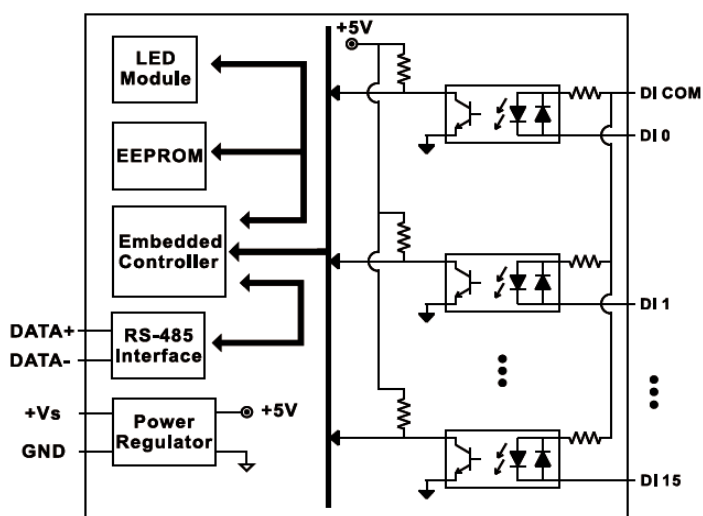 +5V
LED
Module
EEPROM
Embedded
Controller
RS-485
Interface
DATA+
DATA-
+Vs
GND
Power
Regulator
+5V
DI COM
DI 0
DI 1
DI 15